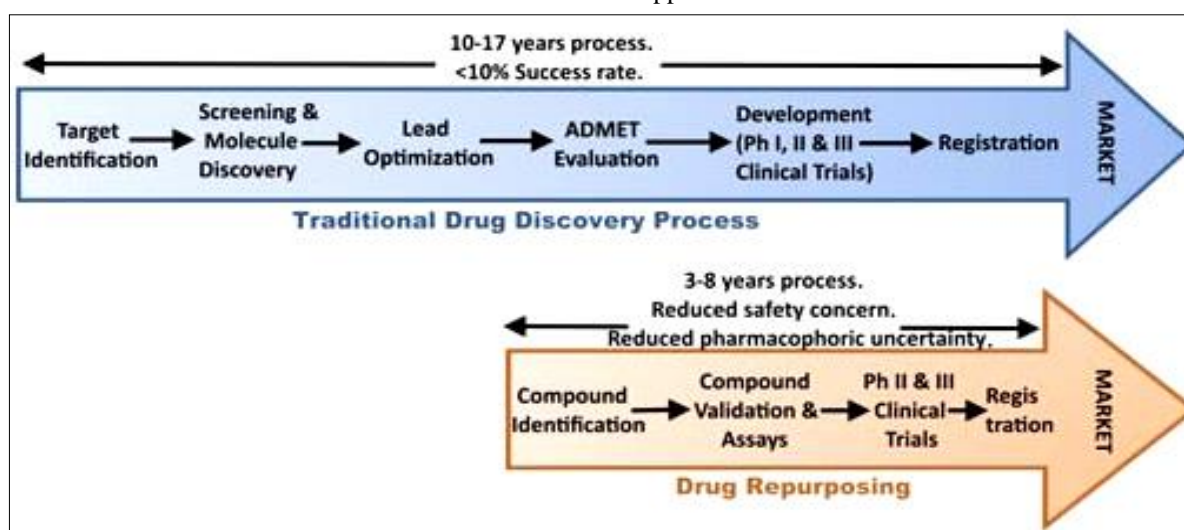 10-17 years process.
<10% Success rate.
Target
Identification
Screening &
Molecule
Discovery
Lead
Optimization
ADMET
Evaluation
Development
(Ph I, II & III
Clinical Trials)
Registration
MARKET
Traditional Drug Discovery Process
3-8 years process.
Reduced safety concern.
Reduced pharmacophoric uncertainty.
Compound
Identification
Compound
Validation &
Assays
Ph II & III
Clinical
Trials
Regis
tration
MARKET
Drug Repurposing